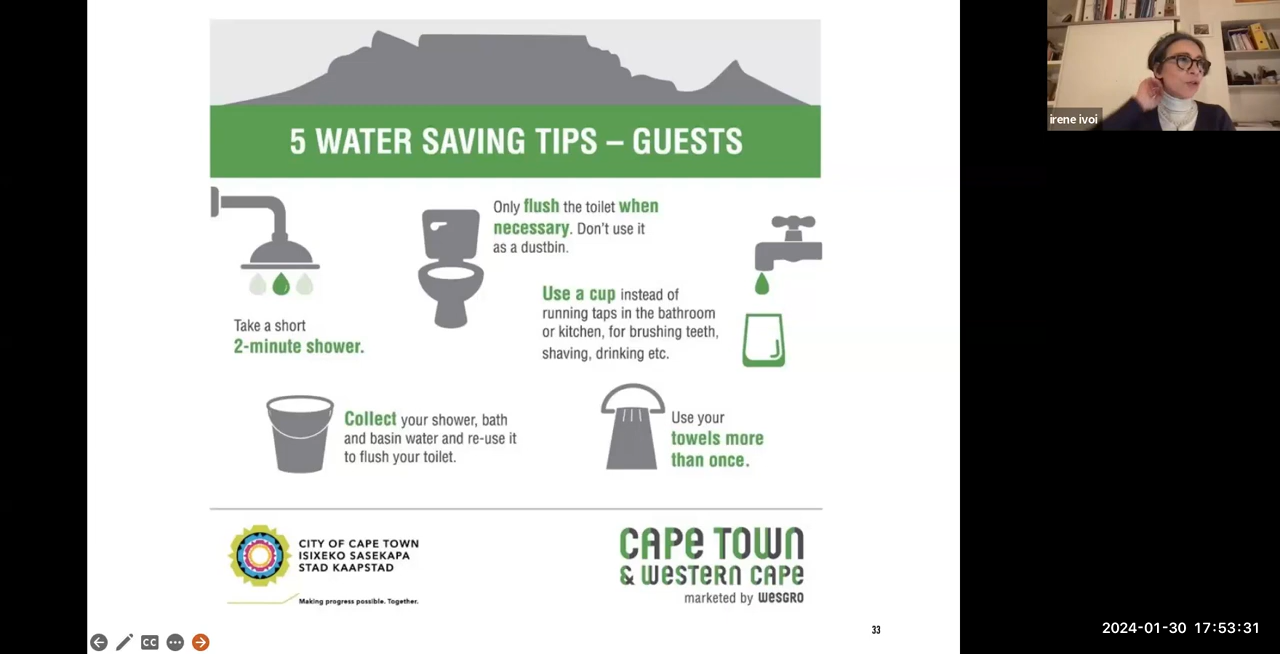 irene ivoi
5 WATER SAVING TIPS – GUESTS
Only flush the toilet when
necessary. Don't use it
as a dustbin.
Use a cup instead of
running taps in the bathroom
or kitchen, for brushing teeth,
shaving, drinking etc.
Take a short
2-minute shower.
Collect your shower, bath
and basin water and re-use it
to flush your toilet.
Use your
towels more
than once.
CITY OF CAPE TOWN
ISIXEKO SASEKAPA
STAD KAAPSTAD
Making progress possible. Together.
CAPE TOWN
& WESTERN CAPE
marketed by WESGRO
33
CC
2024-01-30 17:53:31